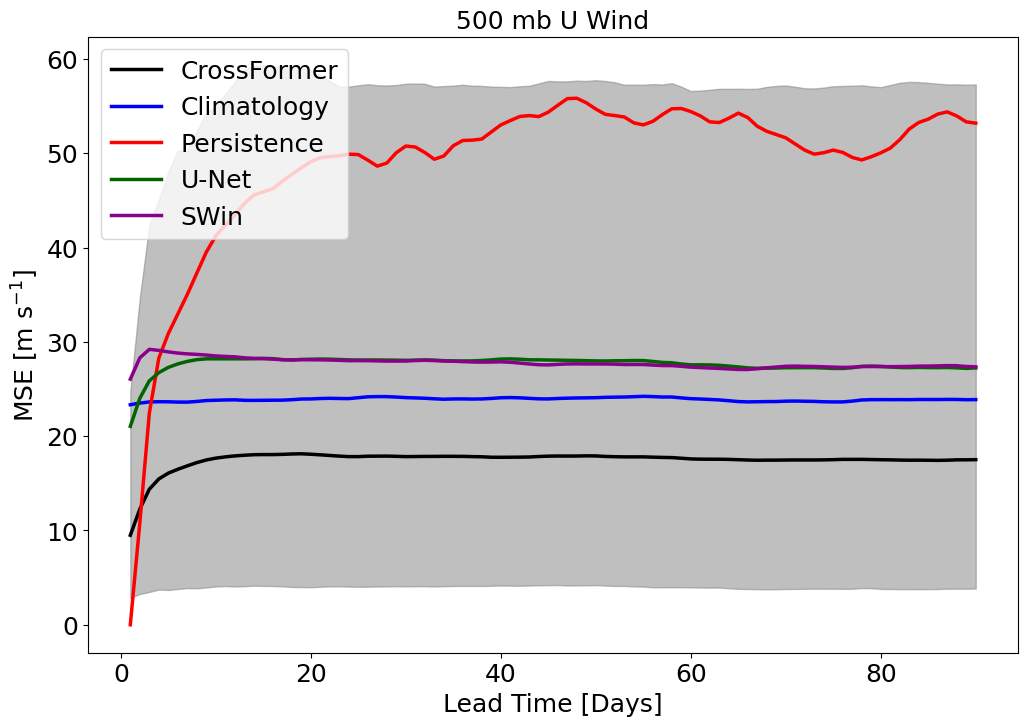 500 mb U Wind
CrossFormer
Climatology
Persistence
U-Net
SWin
MSE [m s⁻¹]
60
50
40
30
20
10
0
0 20 40 60 80
Lead Time [Days]